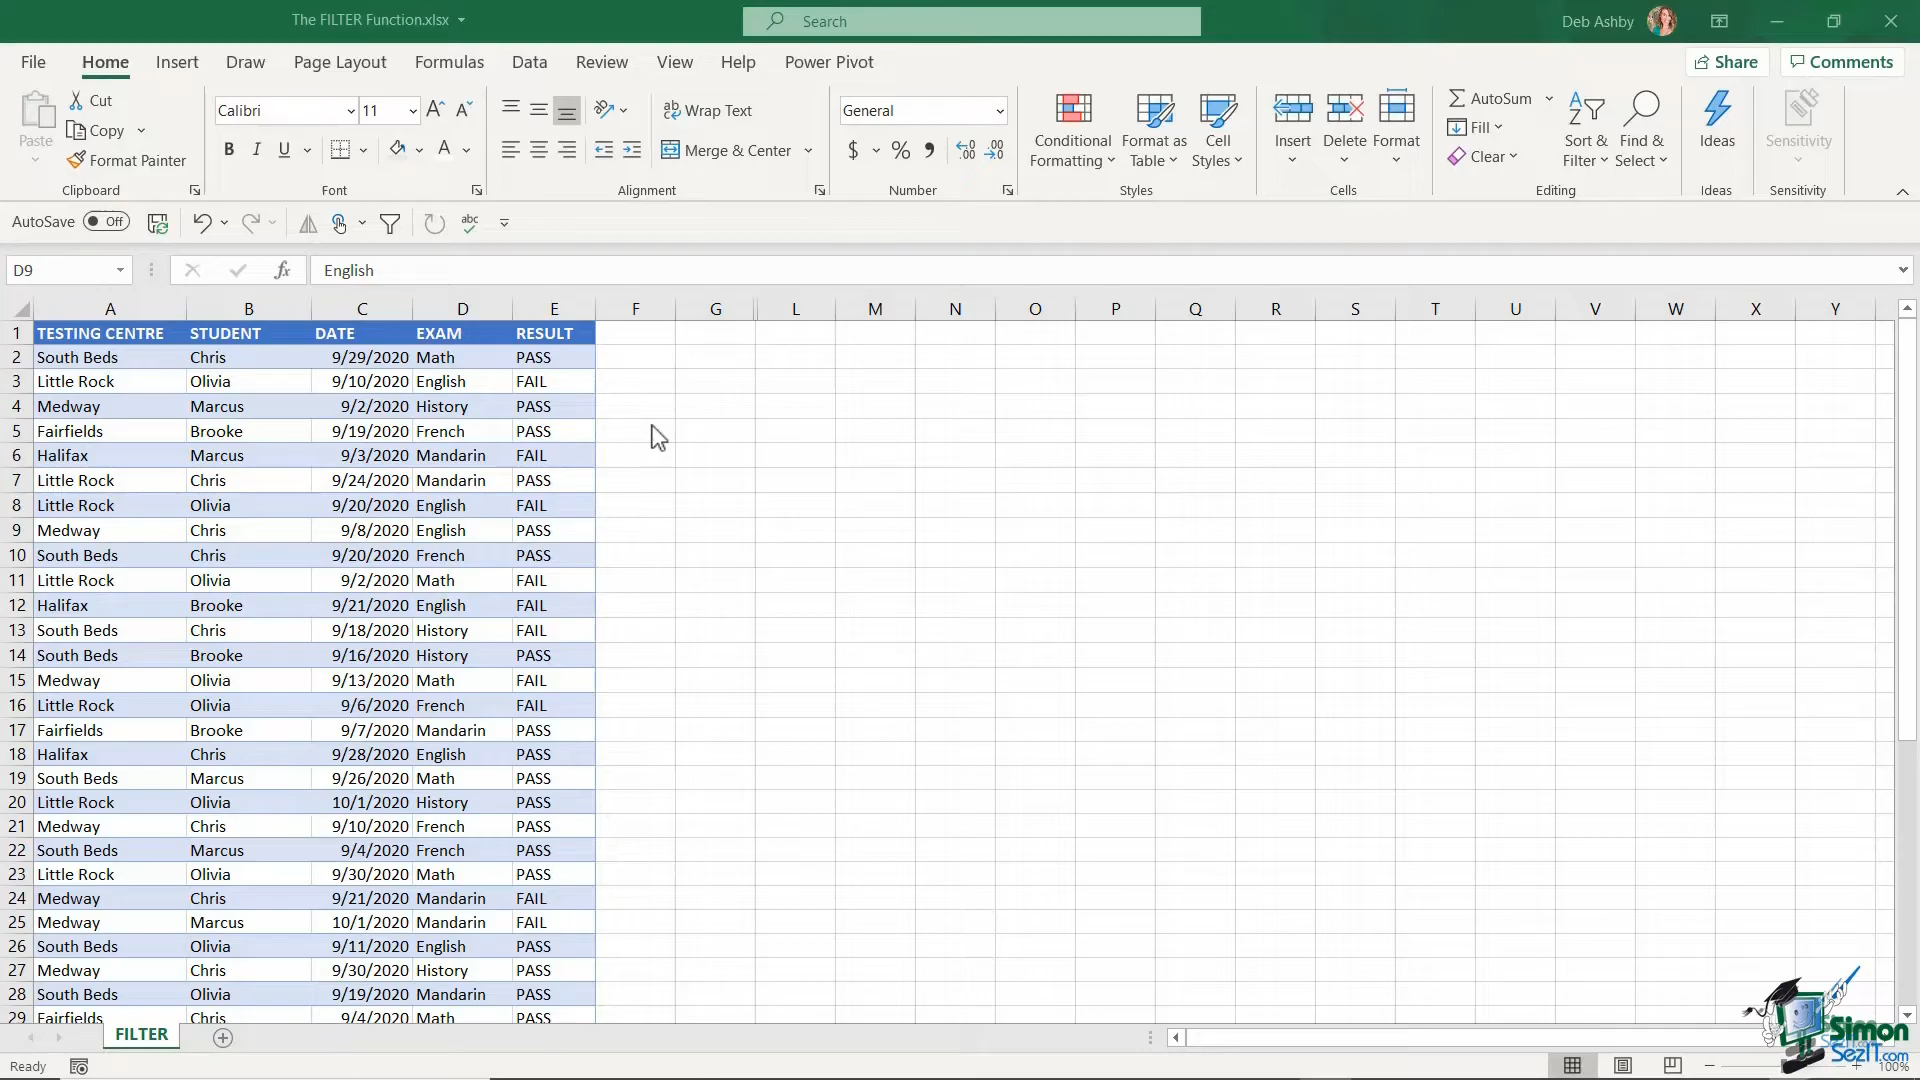 The FILTER Function.xlsx
Search
Deb Ashby
File Home Insert Draw Page Layout Formulas Data Review View Help Power Pivot Share Comments
Paste
Cut
Copy
Format Painter
Clipboard
Calibri 11
B I U A
Font
Wrap Text
Merge & Center
Alignment
General
$ % 9
Number
Conditional Formatting
Format as Table
Cell Styles
Styles
Insert
Delete
Format
Cells
AutoSum
Fill
Clear
Sort & Filter
Find & Select
Editing
Ideas
Ideas
Sensitivity
Sensitivity
AutoSave Off abc
D9 fx English
A B C D E F G L M N O P Q R S T U V W X Y
1 TESTING CENTRE STUDENT DATE EXAM RESULT
2 South Beds Chris 9/29/2020 Math PASS
3 Little Rock Olivia 9/10/2020 English FAIL
4 Medway Marcus 9/2/2020 History PASS
5 Fairfields Brooke 9/19/2020 French PASS
6 Halifax Marcus 9/3/2020 Mandarin FAIL
7 Little Rock Chris 9/24/2020 Mandarin PASS
8 Little Rock Olivia 9/20/2020 English FAIL
9 Medway Chris 9/8/2020 English PASS
10 South Beds Chris 9/20/2020 French PASS
11 Little Rock Olivia 9/2/2020 Math FAIL
12 Halifax Brooke 9/21/2020 English FAIL
13 South Beds Chris 9/18/2020 History FAIL
14 South Beds Brooke 9/16/2020 History PASS
15 Medway Olivia 9/13/2020 Math FAIL
16 Little Rock Olivia 9/6/2020 French FAIL
17 Fairfields Brooke 9/7/2020 Mandarin PASS
18 Halifax Chris 9/28/2020 English PASS
19 South Beds Marcus 9/26/2020 Math PASS
20 Little Rock Olivia 10/1/2020 History PASS
21 Medway Chris 9/10/2020 French PASS
22 South Beds Marcus 9/4/2020 French PASS
23 Little Rock Olivia 9/30/2020 Math PASS
24 Medway Chris 9/21/2020 Mandarin FAIL
25 Medway Marcus 10/1/2020 Mandarin FAIL
26 South Beds Olivia 9/11/2020 English PASS
27 Medway Chris 9/30/2020 History PASS
28 South Beds Olivia 9/19/2020 Mandarin PASS
29 Fairfields Chris 9/4/2020 Math PASS
FILTER
Simon
SezIT.com
Ready 100%